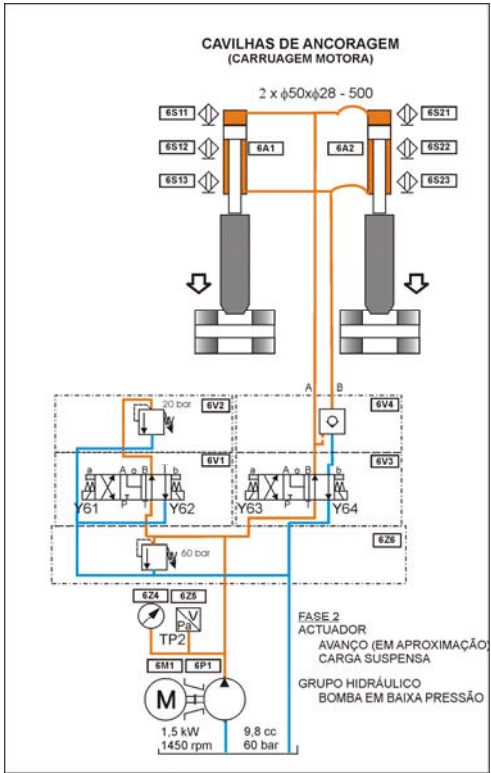 CAVILHAS DE ANCORAGEM
(CARRUAGEM MOTORA)
2 x ϕ50xϕ28 - 500
6S11
6S21
6S12
6A1
6A2
6S22
6S13
6S23
A B
20 bar
6V2
6V4
6V1
6V3
a A o B T b
a A o B b
P T
P T
Y61
Y62
Y63
Y64
60 bar
6Z6
6Z4
6Z5
Pa
TP2
6M1
6P1
M
1,5 kW
1450 rpm
9,8 cc
60 bar
FASE 2
ACTUADOR
AVANÇO (EM APROXIMAÇÃO)
CARGA SUSPENSA
GRUPO HIDRÁULICO
BOMBA EM BAIXA PRESSÃO